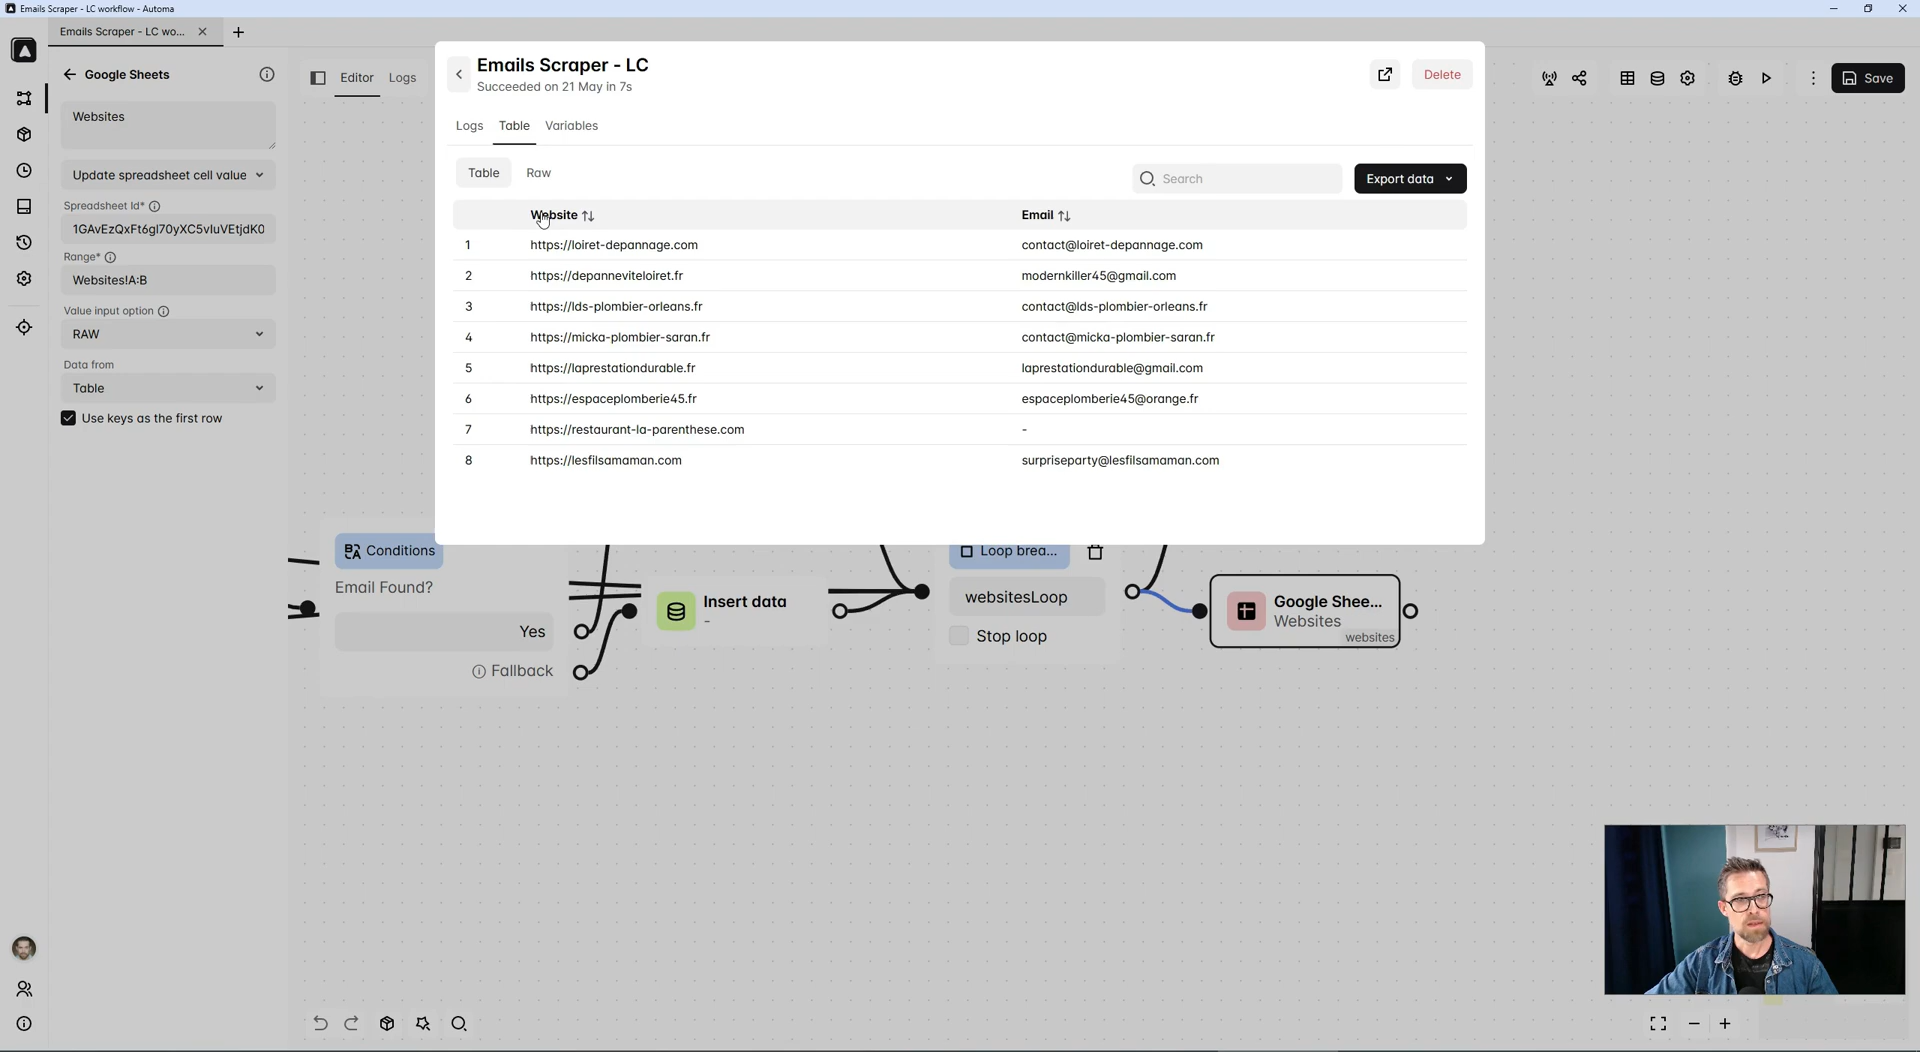 Emails Scraper - LC workflow - Automa
Emails Scraper - LC wo...
Google Sheets
Websites
Update spreadsheet cell value
Spreadsheet Id*
Range*
Websites!A:B
Value input option
RAW
Data from
Table
Use keys as the first row
Editor
Logs
Save
Emails Scraper - LC
Succeeded on 21 May in 7s
Delete
Logs
Table
Variables
Table
Raw
Search
Export data
Website
Email
1
https://loiret-depannage.com
contact@loiret-depannage.com
2
https://depanneviteloiret.fr
modernkiller45@gmail.com
3
https://lds-plombier-orleans.fr
contact@lds-plombier-orleans.fr
4
https://micka-plombier-saran.fr
contact@micka-plombier-saran.fr
5
https://laprestationdurable.fr
laprestationdurable@gmail.com
6
https://espaceplomberie45.fr
espaceplomberie45@orange.fr
7
https://restaurant-la-parenthese.com
-
8
https://lesfilsamaman.com
surpriseparty@lesfilsamaman.com
Conditions
Email Found?
Yes
Fallback
Insert data
-
Loop brea...
websitesLoop
Stop loop
Google Shee...
Websites
websites